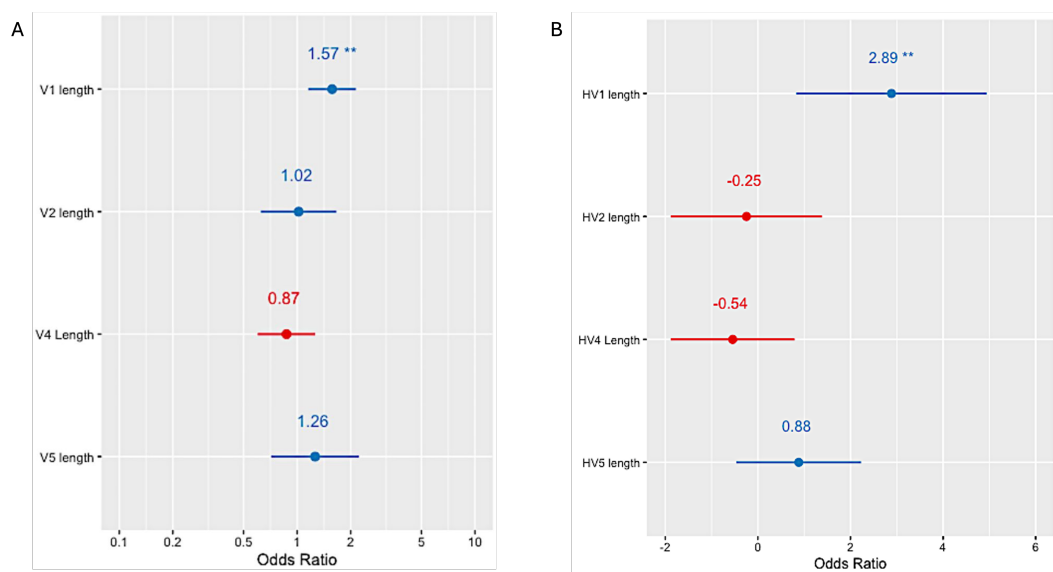 A
1.57 **
V1 length
1.02
V2 length
0.87
V4 Length
1.26
V5 length
0.1 0.2 0.5 1 2 5 10
Odds Ratio
B
2.89 **
HV1 length
-0.25
HV2 length
-0.54
HV4 Length
0.88
HV5 length
-2 0 2 4 6
Odds Ratio